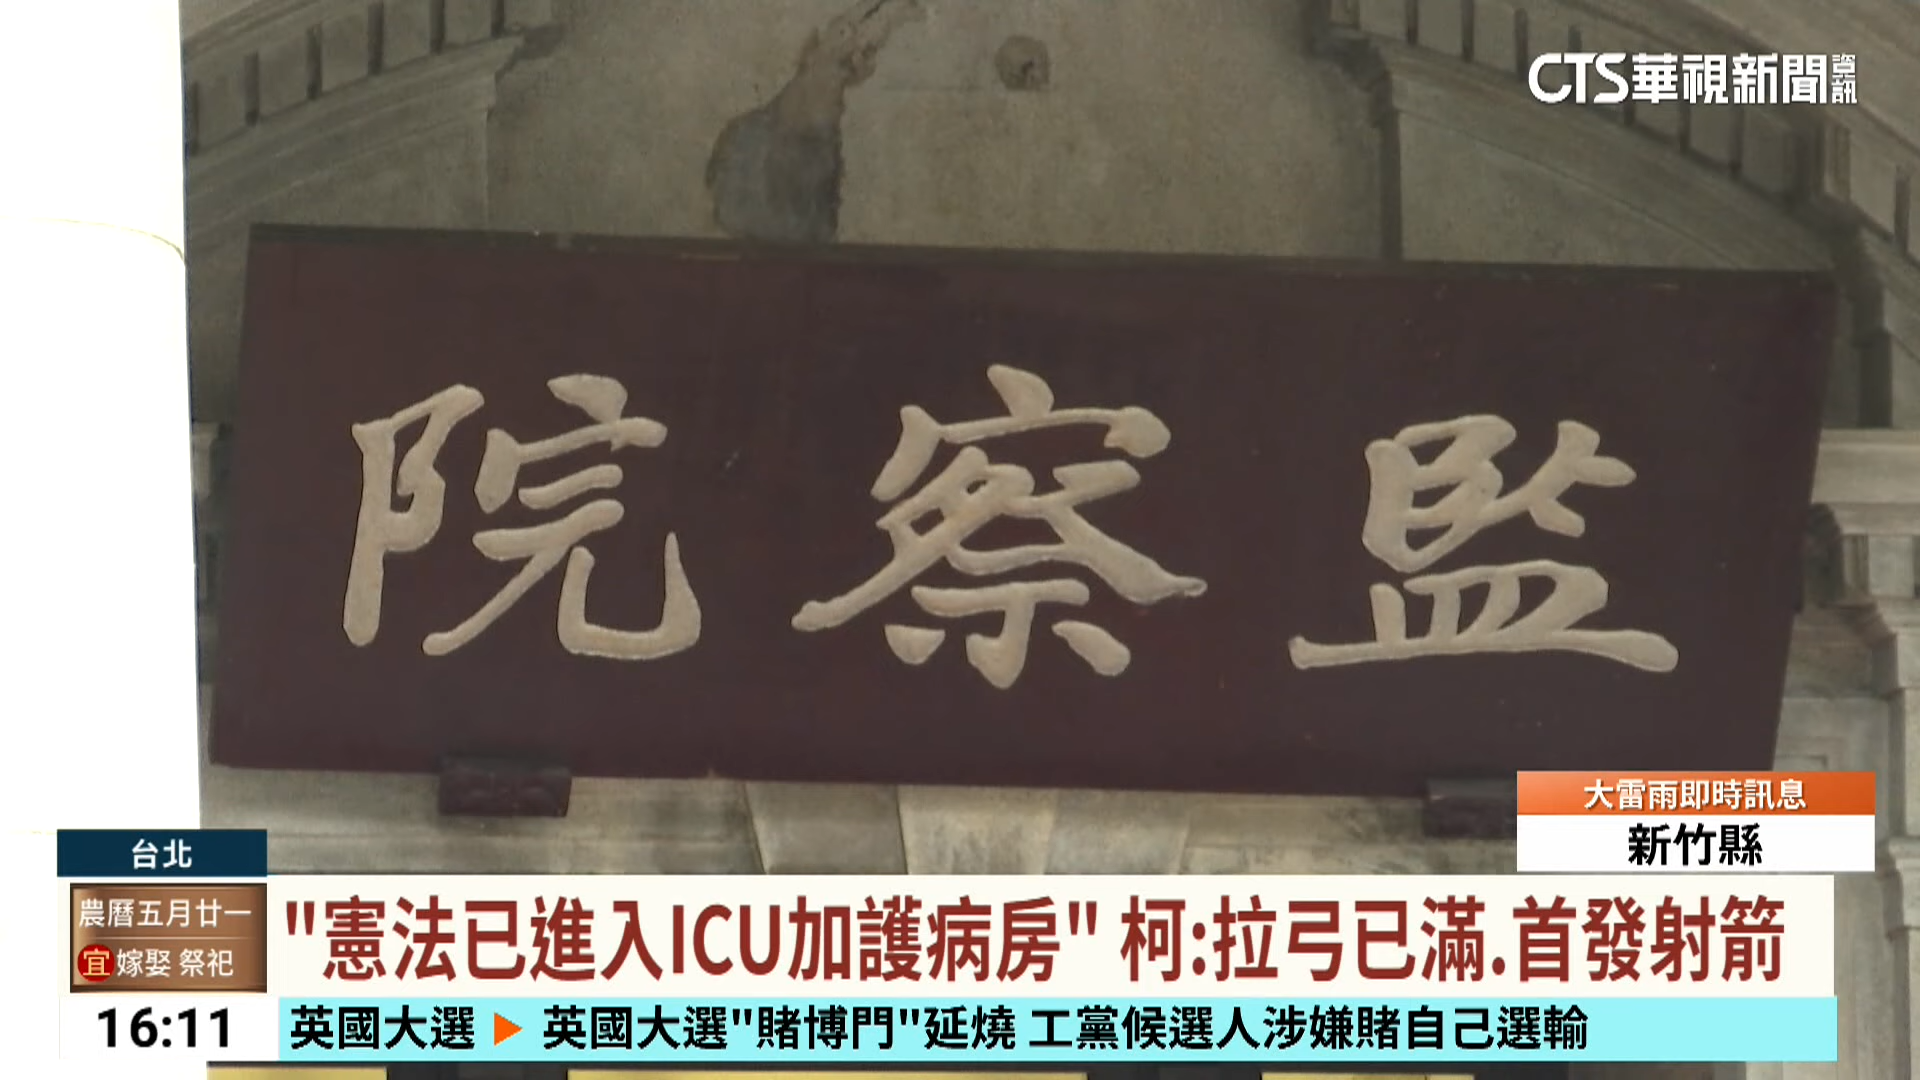 CTS華視新聞資訊
監察院
大雷雨即時訊息
新竹縣
台北
農曆五月廿一
宜 嫁娶 祭祀
"憲法已進入ICU加護病房" 柯:拉弓已滿.首發射箭
16:11
英國大選 ▶ 英國大選"賭博門"延燒 工黨候選人涉嫌賭自己選輸